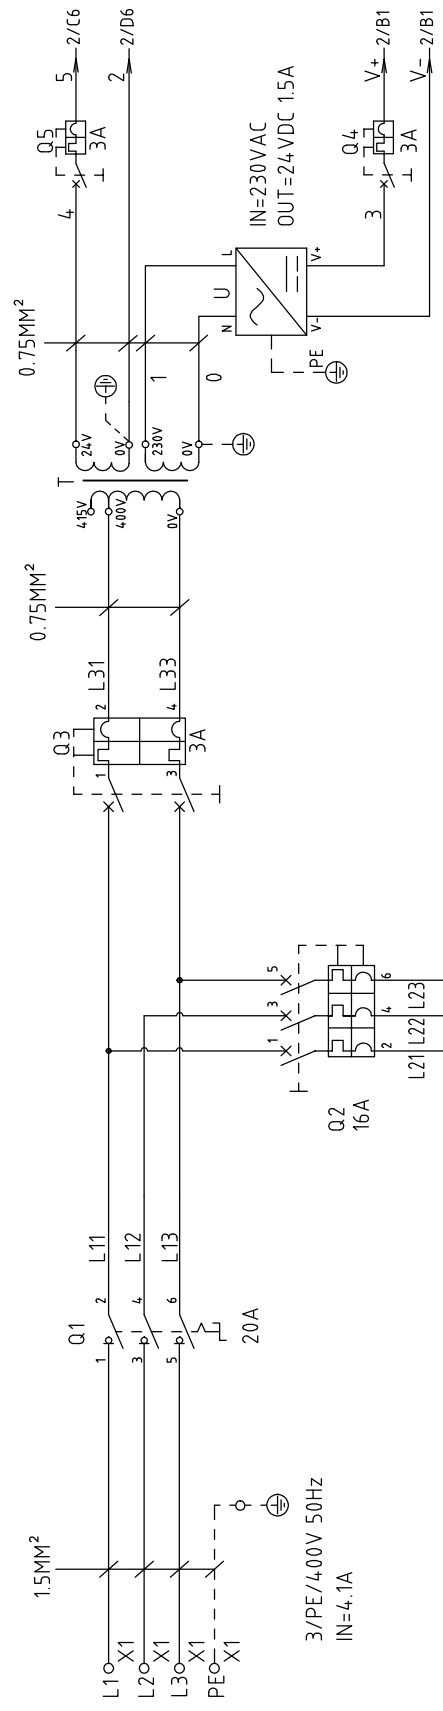 L1
X1
L2
X1
L3
X1
PE
X1
1.5MM²
3/PE/400V 50Hz
IN=4.1A
Q1
1
2
3
4
5
6
20A
L11
L12
L13
Q2
16A
1
3
5
2
4
6
L21
L22
L23
Q3
1
2
3
4
3A
L31
L33
0.75MM²
T
415V
400V
0V
24V
0V
230V
0V
0.75MM²
1
0
U
N
L
V-
V+
PE
IN=230VAC
OUT=24VDC 1.5A
4
Q5
3A
5
2/C6
2
2/D6
3
Q4
3A
V+
2/B1
V-
2/B1